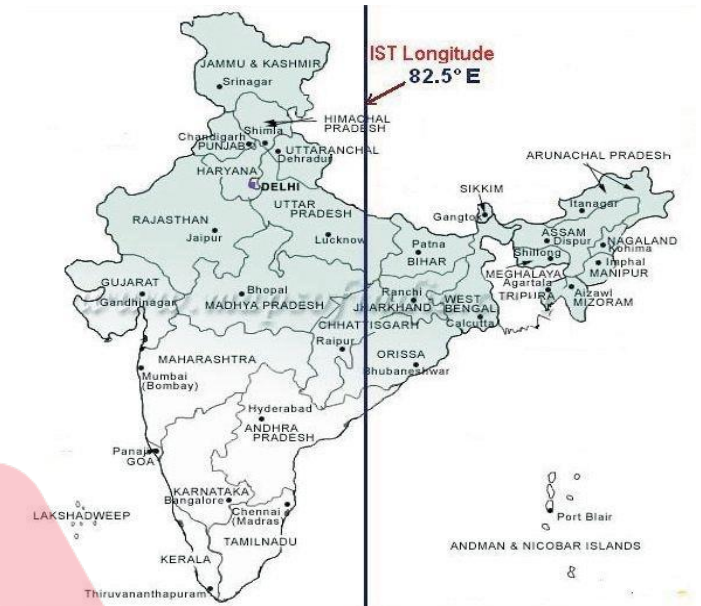 IST Longitude
82.5° E
JAMMU & KASHMIR
Srinagar
HIMACHAL
PRADESH
Chandigarh
Shimla
PUNJAB
UTTARANCHAL
Dehradun
HARYANA
DELHI
ARUNACHAL PRADESH
SIKKIM
Gangtok
Itanagar
UTTAR
PRADESH
RAJASTHAN
Jaipur
Lucknow
Patna
BIHAR
ASSAM
Dispur
NAGALAND
Kohima
Shillong
Imphal
MEGHALAYA
MANIPUR
Agartala
TRIPURA
Aizawl
MIZORAM
GUJARAT
Gandhinagar
Bhopal
MADHYA PRADESH
Ranchi
JHARKHAND
WEST
BENGAL
Calcutta
CHHATTISGARH
Raipur
MAHARASHTRA
ORISSA
Bhubaneshwar
Mumbai
(Bombay)
Hyderabad
ANDHRA
PRADESH
Panaji
GOA
KARNATAKA
Bangalore
Chennai
(Madras)
LAKSHADWEEP
TAMILNADU
KERALA
Thiruvananthapuram
Port Blair
ANDMAN & NICOBAR ISLANDS